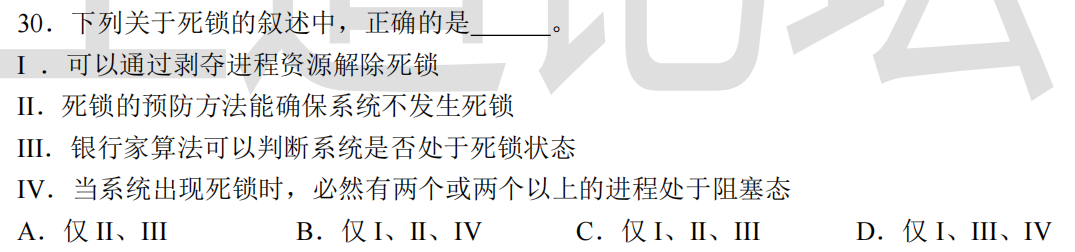 30．下列关于死锁的叙述中，正确的是______。
I ．可以通过剥夺进程资源解除死锁
II．死锁的预防方法能确保系统不发生死锁
III．银行家算法可以判断系统是否处于死锁状态
IV．当系统出现死锁时，必然有两个或两个以上的进程处于阻塞态
A．仅 II、III B．仅 I、II、IV C．仅 I、II、III D．仅 I、III、IV